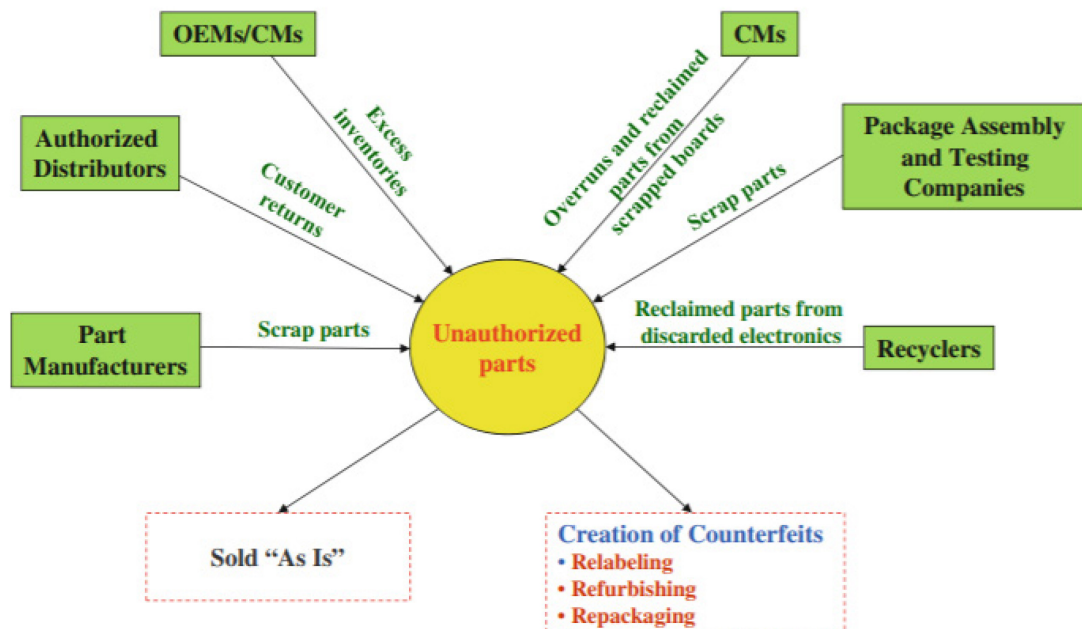 OEMs/CMs
CMs
Authorized
Distributors
Package Assembly
and Testing
Companies
Excess
inventories
Overruns and reclaimed
parts from
scrapped boards
Customer
returns
Scrap parts
Part
Manufacturers
Scrap parts
Unauthorized
parts
Reclaimed parts from
discarded electronics
Recyclers
Sold “As Is”
Creation of Counterfeits
• Relabeling
• Refurbishing
• Repackaging